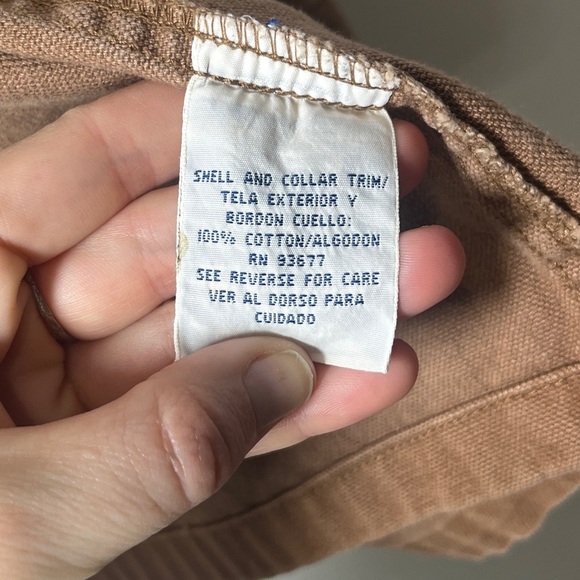 SHELL AND COLLAR TRIM/
TELA EXTERIOR Y
BORDON CUELLO:
100% COTTON/ALGODON
RN 93677
SEE REVERSE FOR CARE
VER AL DORSO PARA
CUIDADO